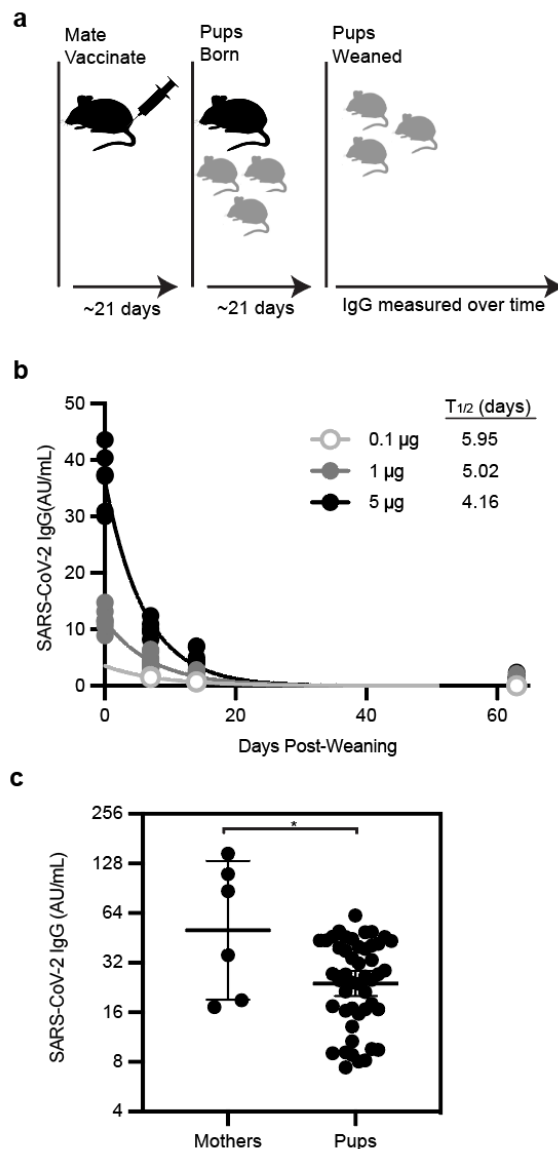 a
Mate
Vaccinate
Pups
Born
Pups
Weaned
~21 days
~21 days
IgG measured over time
b
SARS-CoV-2 IgG(AU/mL)
50
40
30
20
10
0
0
20
40
60
Days Post-Weaning
T1/2 (days)
0.1 µg 5.95
1 µg 5.02
5 µg 4.16
c
SARS-CoV-2 IgG (AU/mL)
256
128
64
32
16
8
4
*
Mothers
Pups